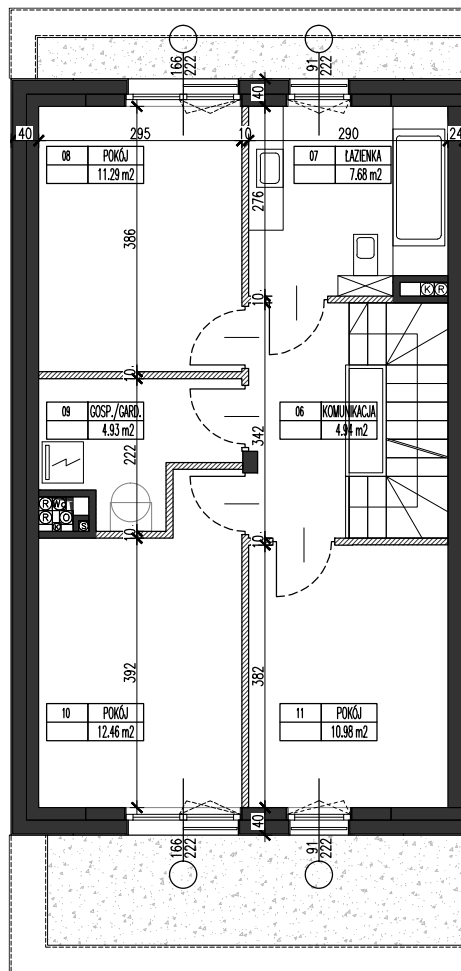 166
222
91
222
40
40
295
10
290
24
08 POKÓJ
11.29 m2
07 ŁAZIENKA
7.68 m2
276
386
10
K R
10
09 GOSP./GARD.
4.93 m2
06 KOMUNIKACJA
4.94 m2
222
342
R
R O
K S
10
10
392
382
10 POKÓJ
12.46 m2
11 POKÓJ
10.98 m2
40
166
222
91
222